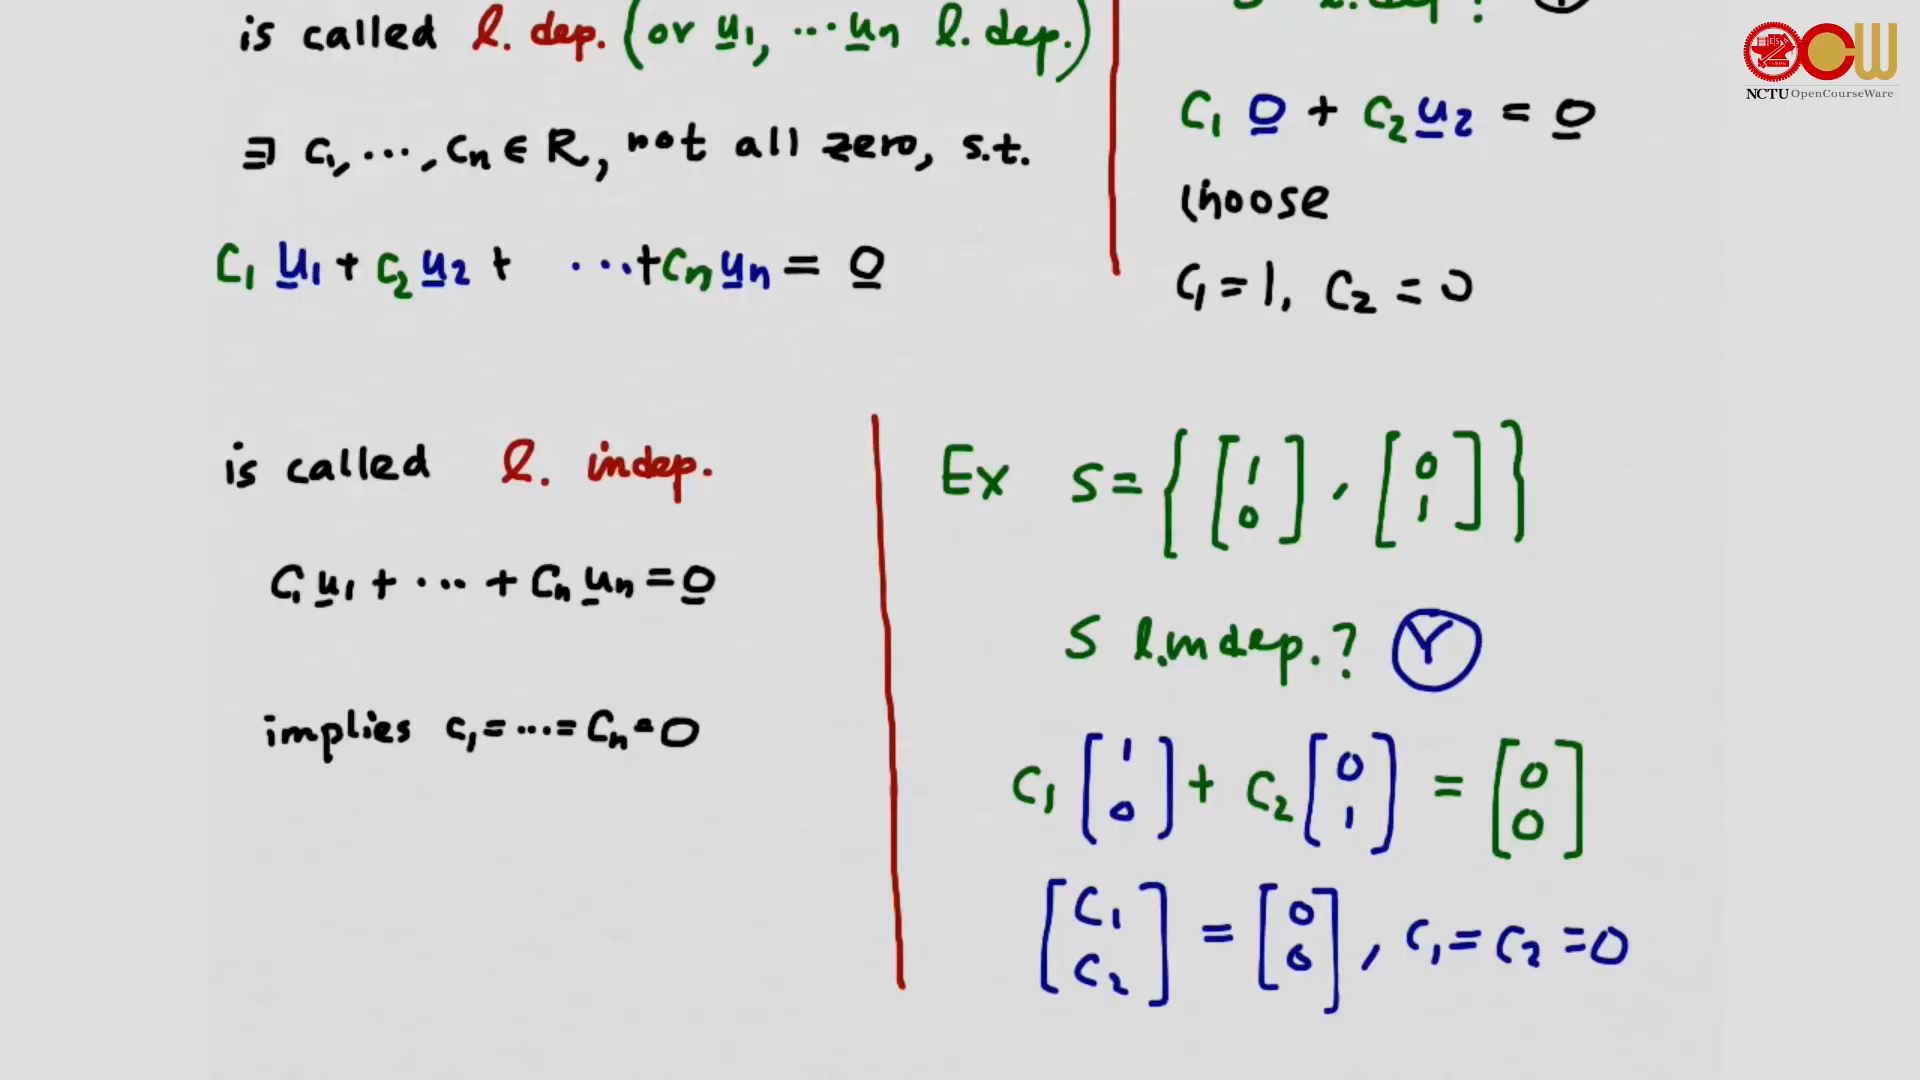 is called l. dep. (or u1, ... un l. dep.)
∃ c1, ..., cn ∈ R, not all zero, s.t.
c1 u1 + c2 u2 + ... + cn un = 0
l. dep?
c1 0 + c2 u2 = 0
choose
c1 = 1, c2 = 0
is called l. indep.
c1 u1 + ... + cn un = 0
implies c1 = ... = cn = 0
Ex S = { [1 0], [0 1] }
S l.indep.? Y
c1 [1 0] + c2 [0 1] = [0 0]
[c1 c2] = [0 0], c1 = c2 = 0
NCTU OpenCourseWare